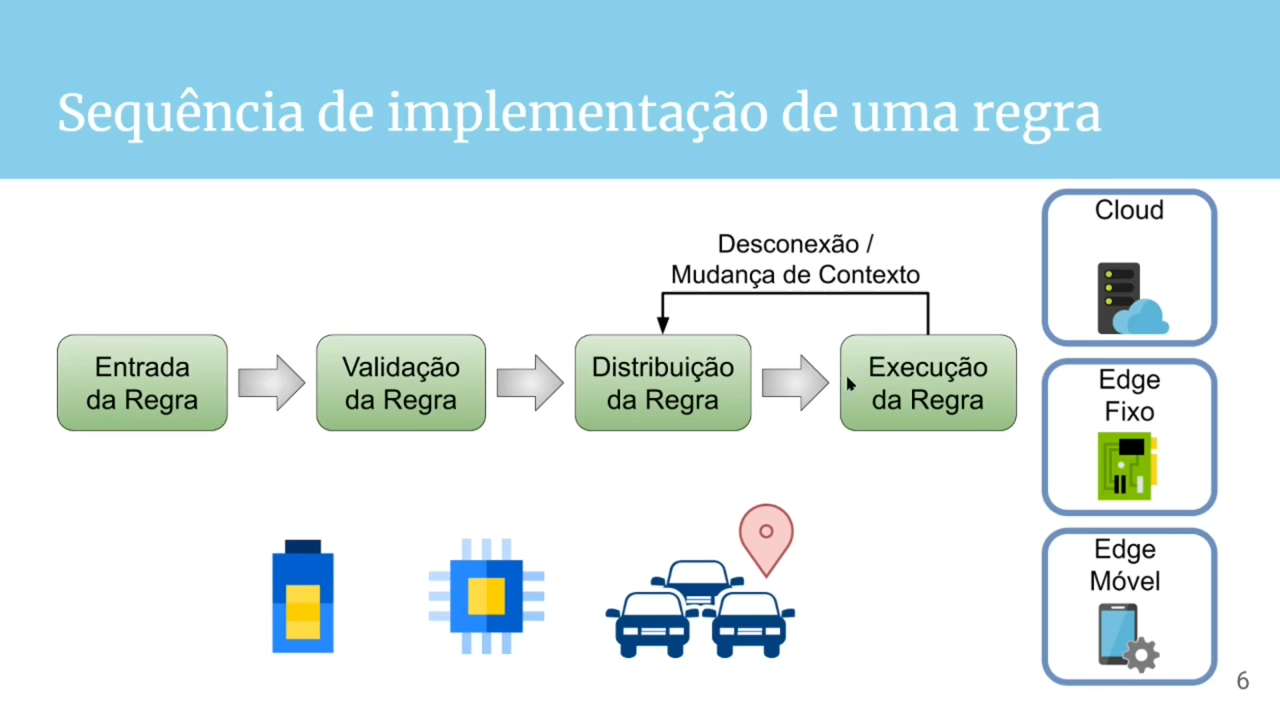 Sequência de implementação de uma regra
Cloud
Desconexão /
Mudança de Contexto
Entrada
da Regra
Validação
da Regra
Distribuição
da Regra
Execução
da Regra
Edge
Fixo
Edge
Móvel
6